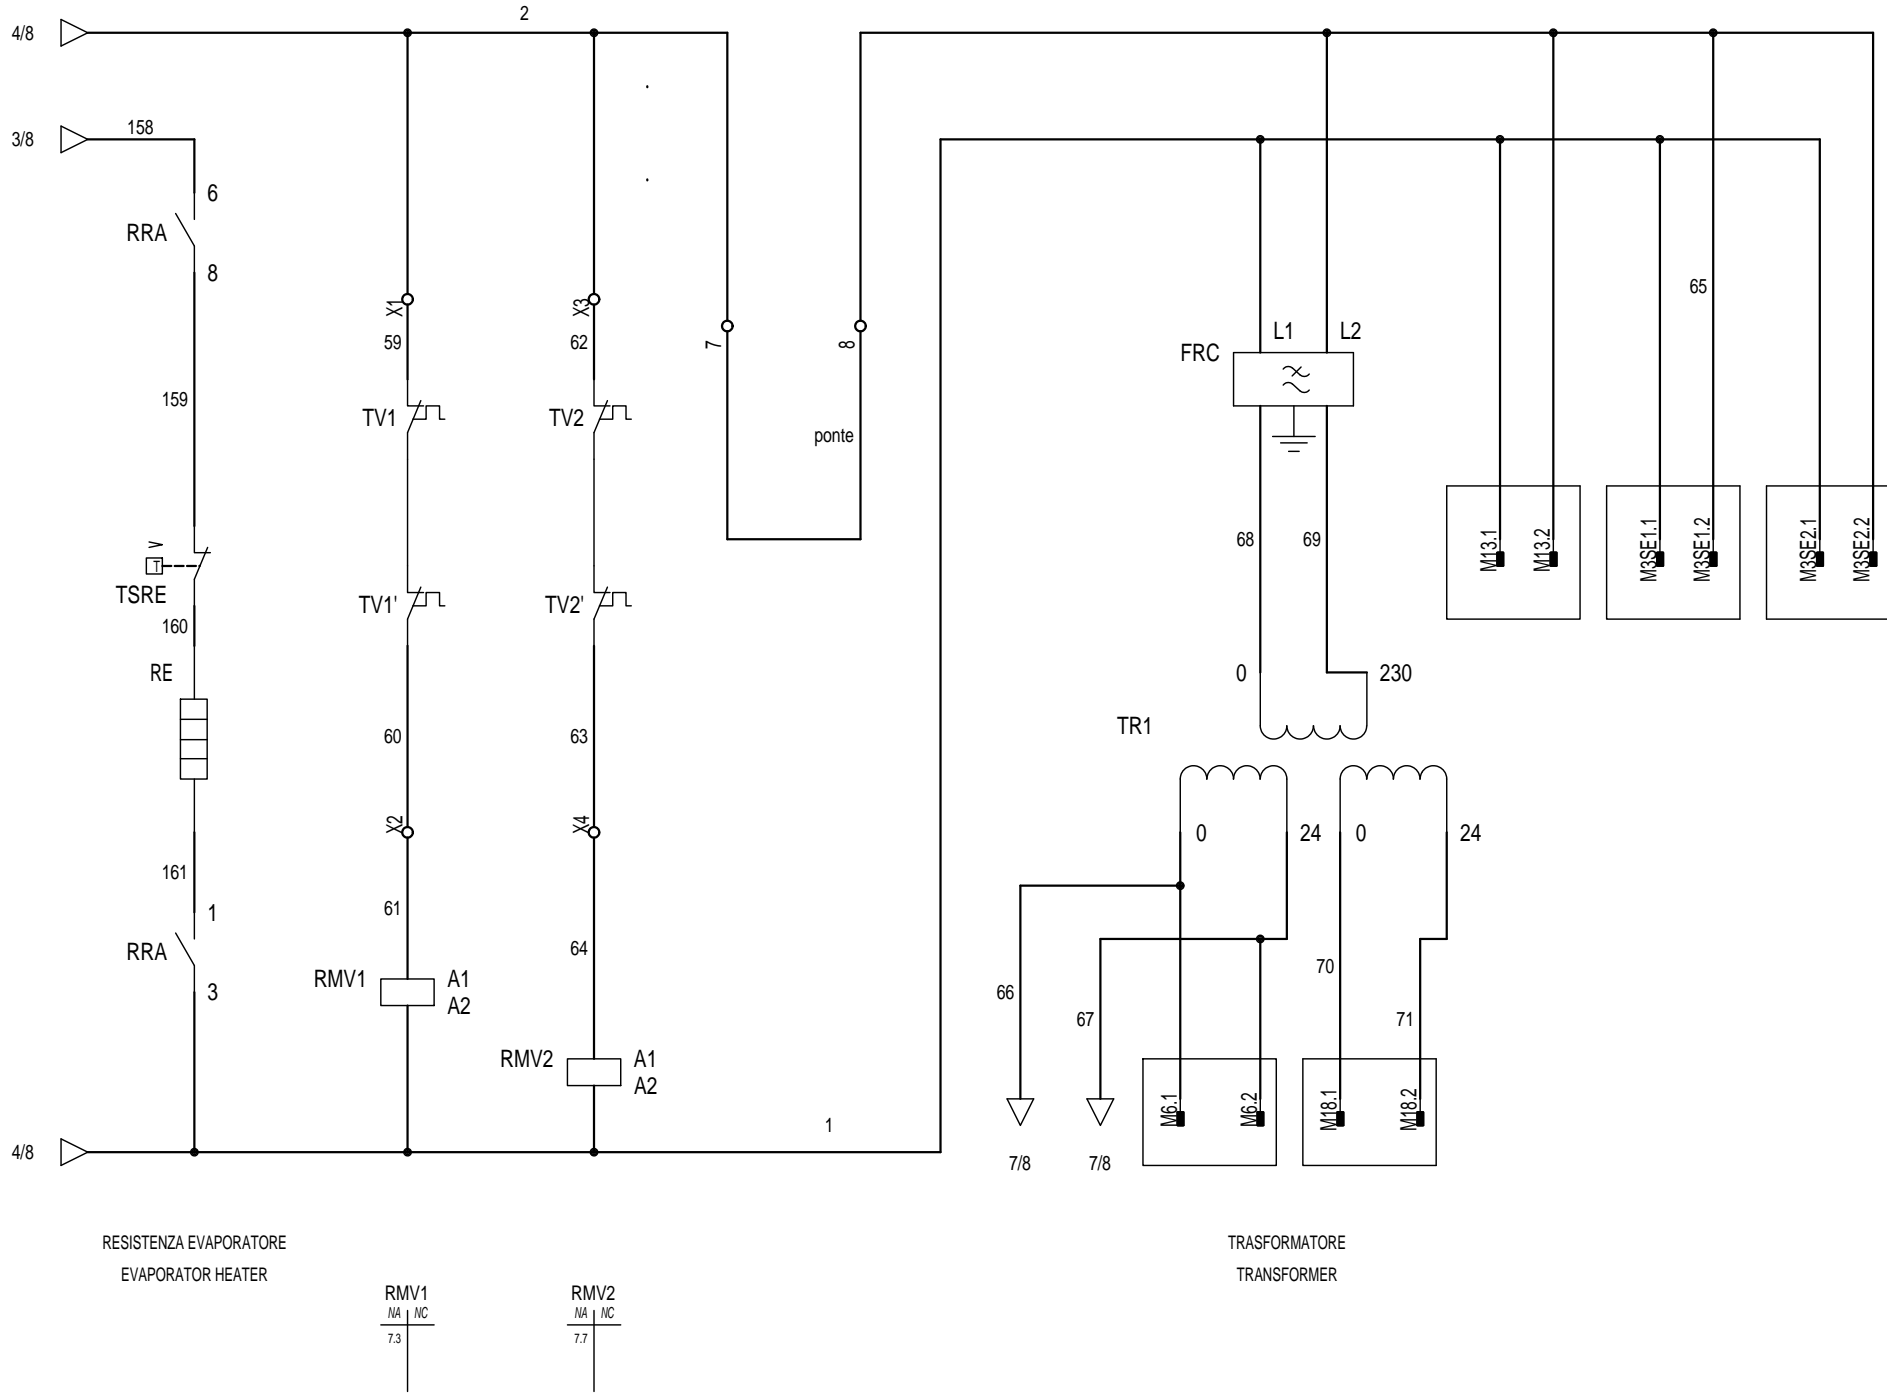 2
4/8
3/8
158
6
RRA
8
X1
X3
65
59
62
7
8
L1
L2
FRC
159
TV1
TV2
ponte
V
T
TSRE
68
69
M13.1
M13.2
M3SE1.1
M3SE1.2
M3SE2.1
M3SE2.2
160
TV1'
TV2'
RE
0
230
TR1
60
63
X2
X4
0
24
0
24
161
1
61
64
RRA
3
RMV1
A1
A2
70
66
67
71
RMV2
A1
A2
M6.1
M6.2
M18.1
M18.2
1
4/8
7/8
7/8
RESISTENZA EVAPORATORE
EVAPORATOR HEATER
TRASFORMATORE
TRANSFORMER
RMV1
NA NC
7.3
RMV2
NA NC
7.7